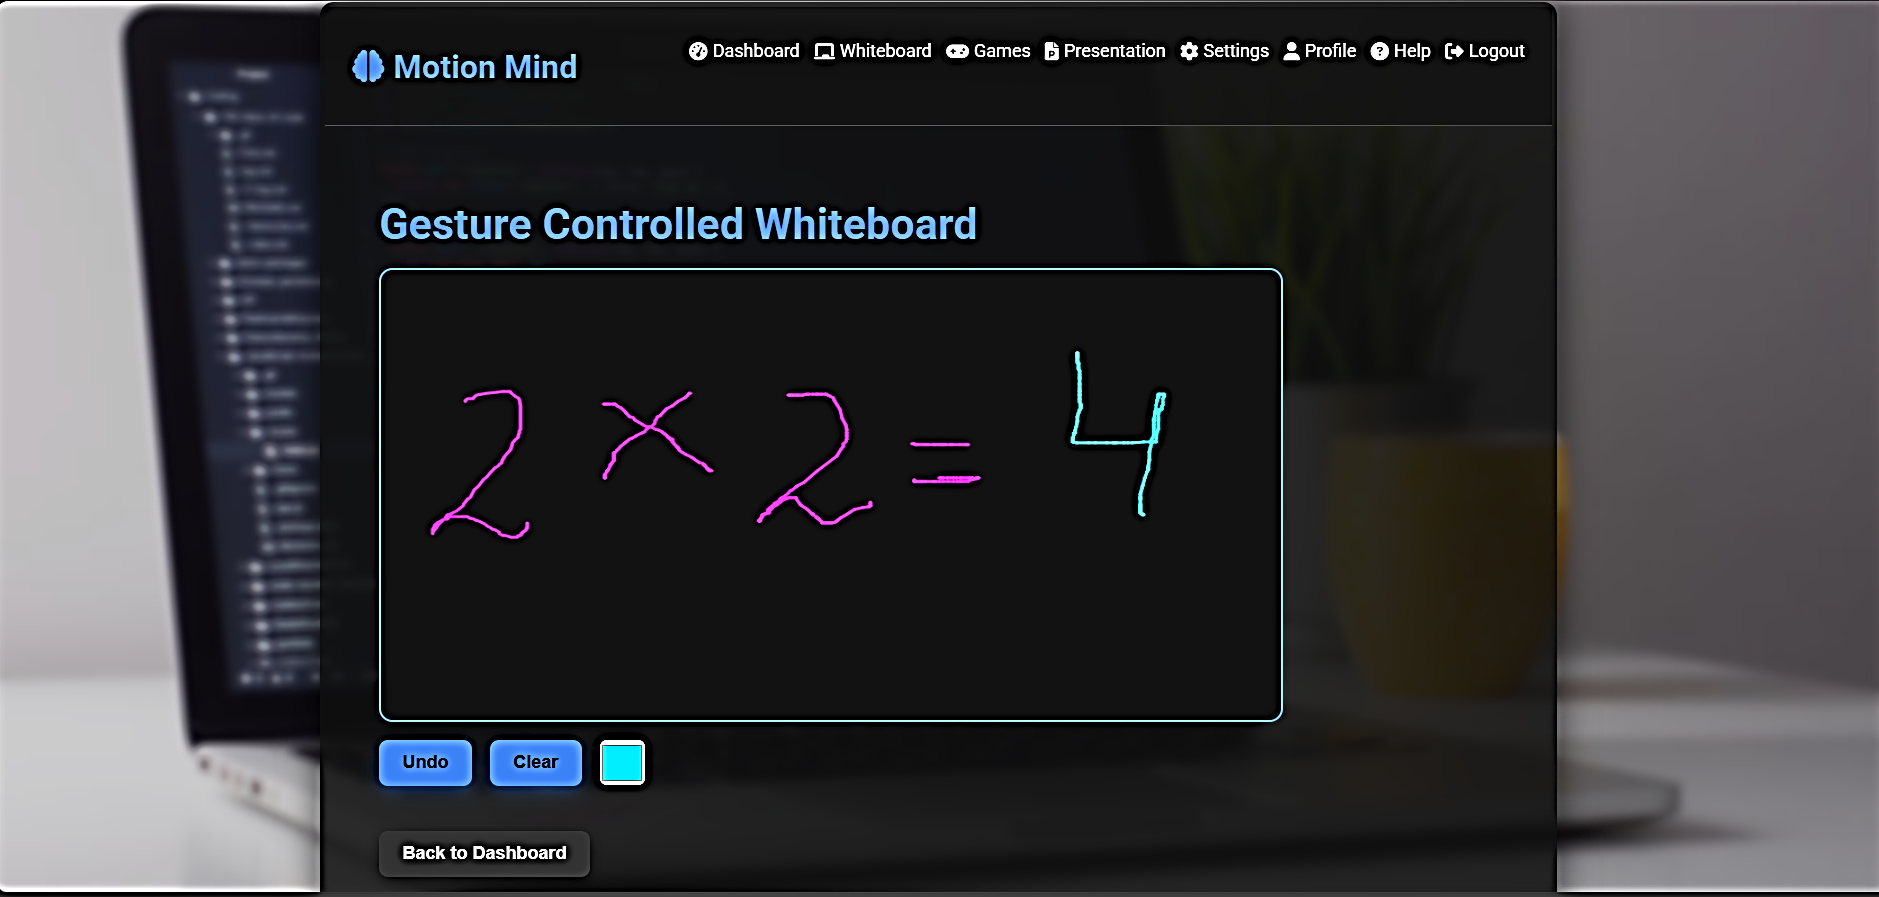 Motion Mind
Dashboard Whiteboard Games Presentation Settings Profile Help Logout
Gesture Controlled Whiteboard
2 × 2 = 4
Undo Clear
Back to Dashboard